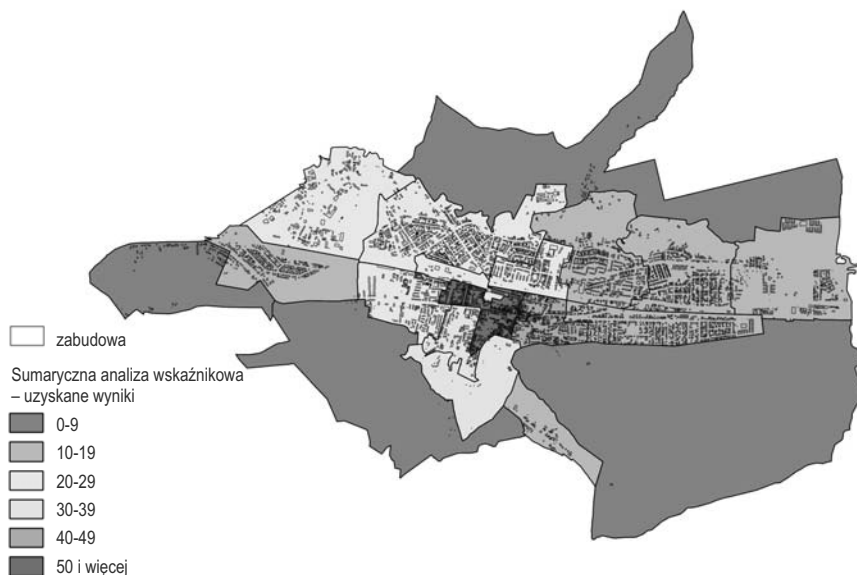 zabudowa
Sumaryczna analiza wskaźnikowa
– uzyskane wyniki
0-9
10-19
20-29
30-39
40-49
50 i więcej